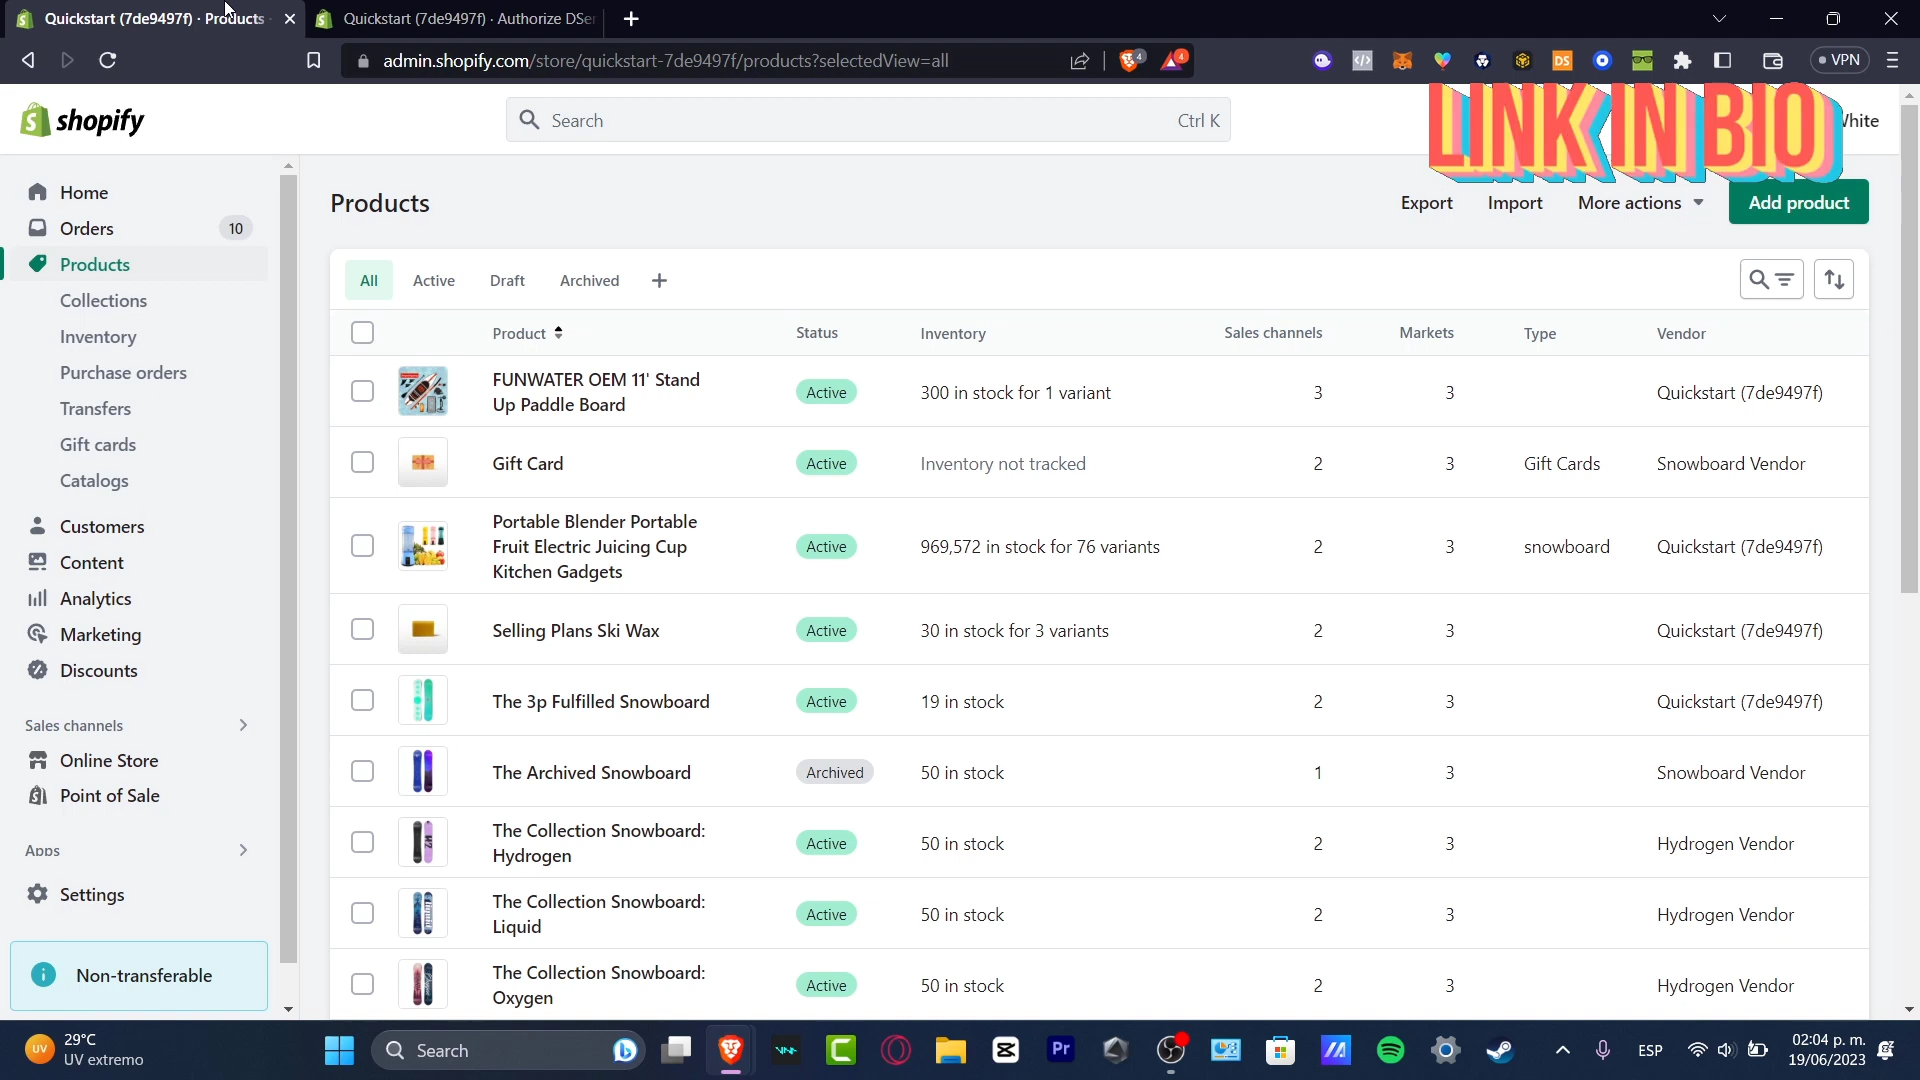 Quickstart (7de9497f) · Products
Quickstart (7de9497f) · Authorize DSer
admin.shopify.com/store/quickstart-7de9497f/products?selectedView=all
4
4
DS
VPN
shopify
Search
Ctrl K
LINK IN BIO
White
Home
Orders
10
Products
Collections
Inventory
Purchase orders
Transfers
Gift cards
Catalogs
Customers
Content
Analytics
Marketing
Discounts
Sales channels
Online Store
Point of Sale
Apps
Settings
Non-transferable
Products
Export
Import
More actions
Add product
All
Active
Draft
Archived
Product
Status
Inventory
Sales channels
Markets
Type
Vendor
FUNWATER OEM 11' Stand
Up Paddle Board
Active
300 in stock for 1 variant
3
3
Quickstart (7de9497f)
Gift Card
Active
Inventory not tracked
2
3
Gift Cards
Snowboard Vendor
Portable Blender Portable
Fruit Electric Juicing Cup
Kitchen Gadgets
Active
969,572 in stock for 76 variants
2
3
snowboard
Quickstart (7de9497f)
Selling Plans Ski Wax
Active
30 in stock for 3 variants
2
3
Quickstart (7de9497f)
The 3p Fulfilled Snowboard
Active
19 in stock
2
3
Quickstart (7de9497f)
The Archived Snowboard
Archived
50 in stock
1
3
Snowboard Vendor
The Collection Snowboard:
Hydrogen
Active
50 in stock
2
3
Hydrogen Vendor
The Collection Snowboard:
Liquid
Active
50 in stock
2
3
Hydrogen Vendor
The Collection Snowboard:
Oxygen
Active
50 in stock
2
3
Hydrogen Vendor
UV
29°C
UV extremo
Search
Pr
ESP
02:04 p. m.
19/06/2023